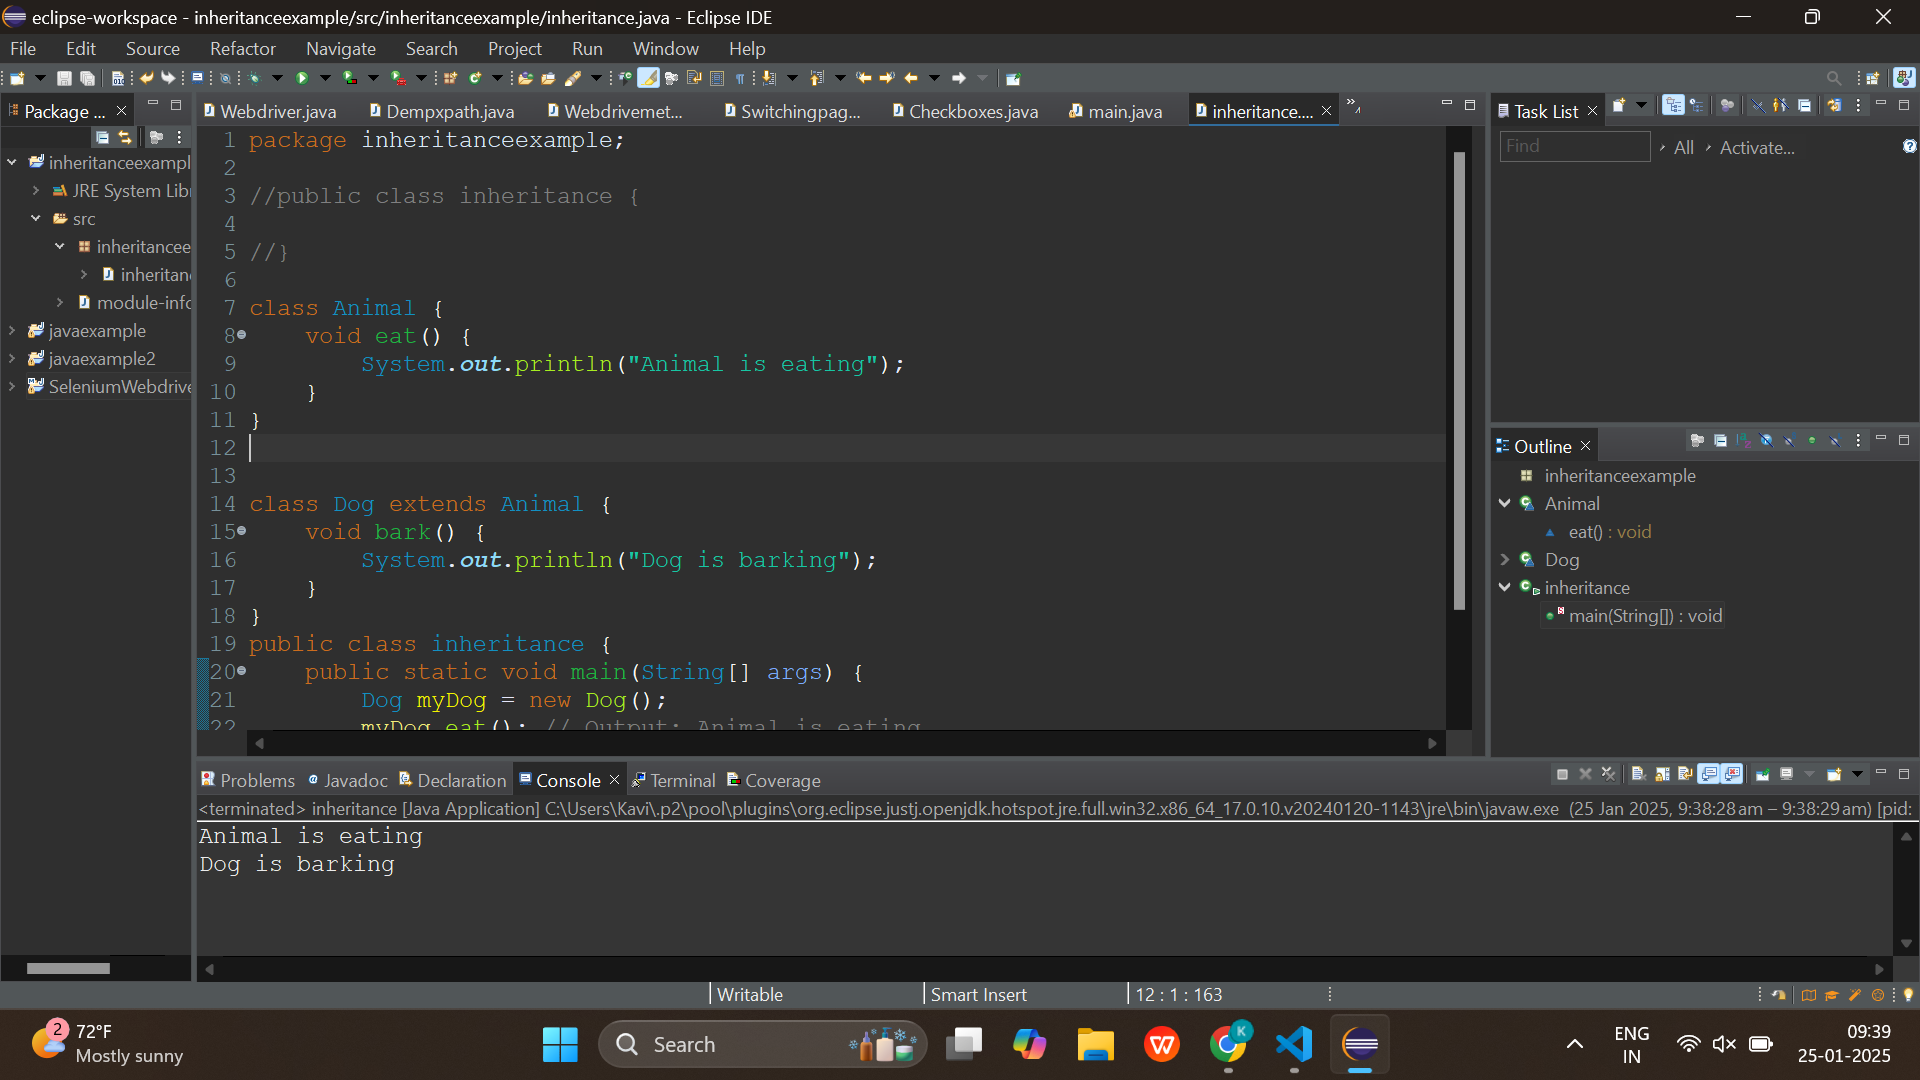 eclipse-workspace - inheritanceexample/src/inheritanceexample/inheritance.java - Eclipse IDE
File Edit Source Refactor Navigate Search Project Run Window Help
Package ...
Webdriver.java Dempxpath.java Webdrivemet... Switchingpag... Checkboxes.java main.java inheritance....
Task List
Find All Activate...
inheritanceexampl
JRE System Libr
src
inheritancee
inheritan
module-info
javaexample
javaexample2
SeleniumWebdrive
1 package inheritanceexample;
2
3 //public class inheritance {
4
5 //}
6
7 class Animal {
8 void eat() {
9 System.out.println("Animal is eating");
10 }
11 }
12
13
14 class Dog extends Animal {
15 void bark() {
16 System.out.println("Dog is barking");
17 }
18 }
19 public class inheritance {
20 public static void main(String[] args) {
21 Dog myDog = new Dog();
22 myDog.eat(); // Output: Animal is eating
Outline
inheritanceexample
Animal
eat() : void
Dog
inheritance
main(String[]) : void
Problems Javadoc Declaration Console Terminal Coverage
<terminated> inheritance [Java Application] C:\Users\Kavi\.p2\pool\plugins\org.eclipse.justj.openjdk.hotspot.jre.full.win32.x86_64_17.0.10.v20240120-1143\jre\bin\javaw.exe (25 Jan 2025, 9:38:28 am – 9:38:29 am) [pid:
Animal is eating
Dog is barking
Writable Smart Insert 12 : 1 : 163
2
72°F
Mostly sunny
Search
K
ENG
IN
09:39
25-01-2025